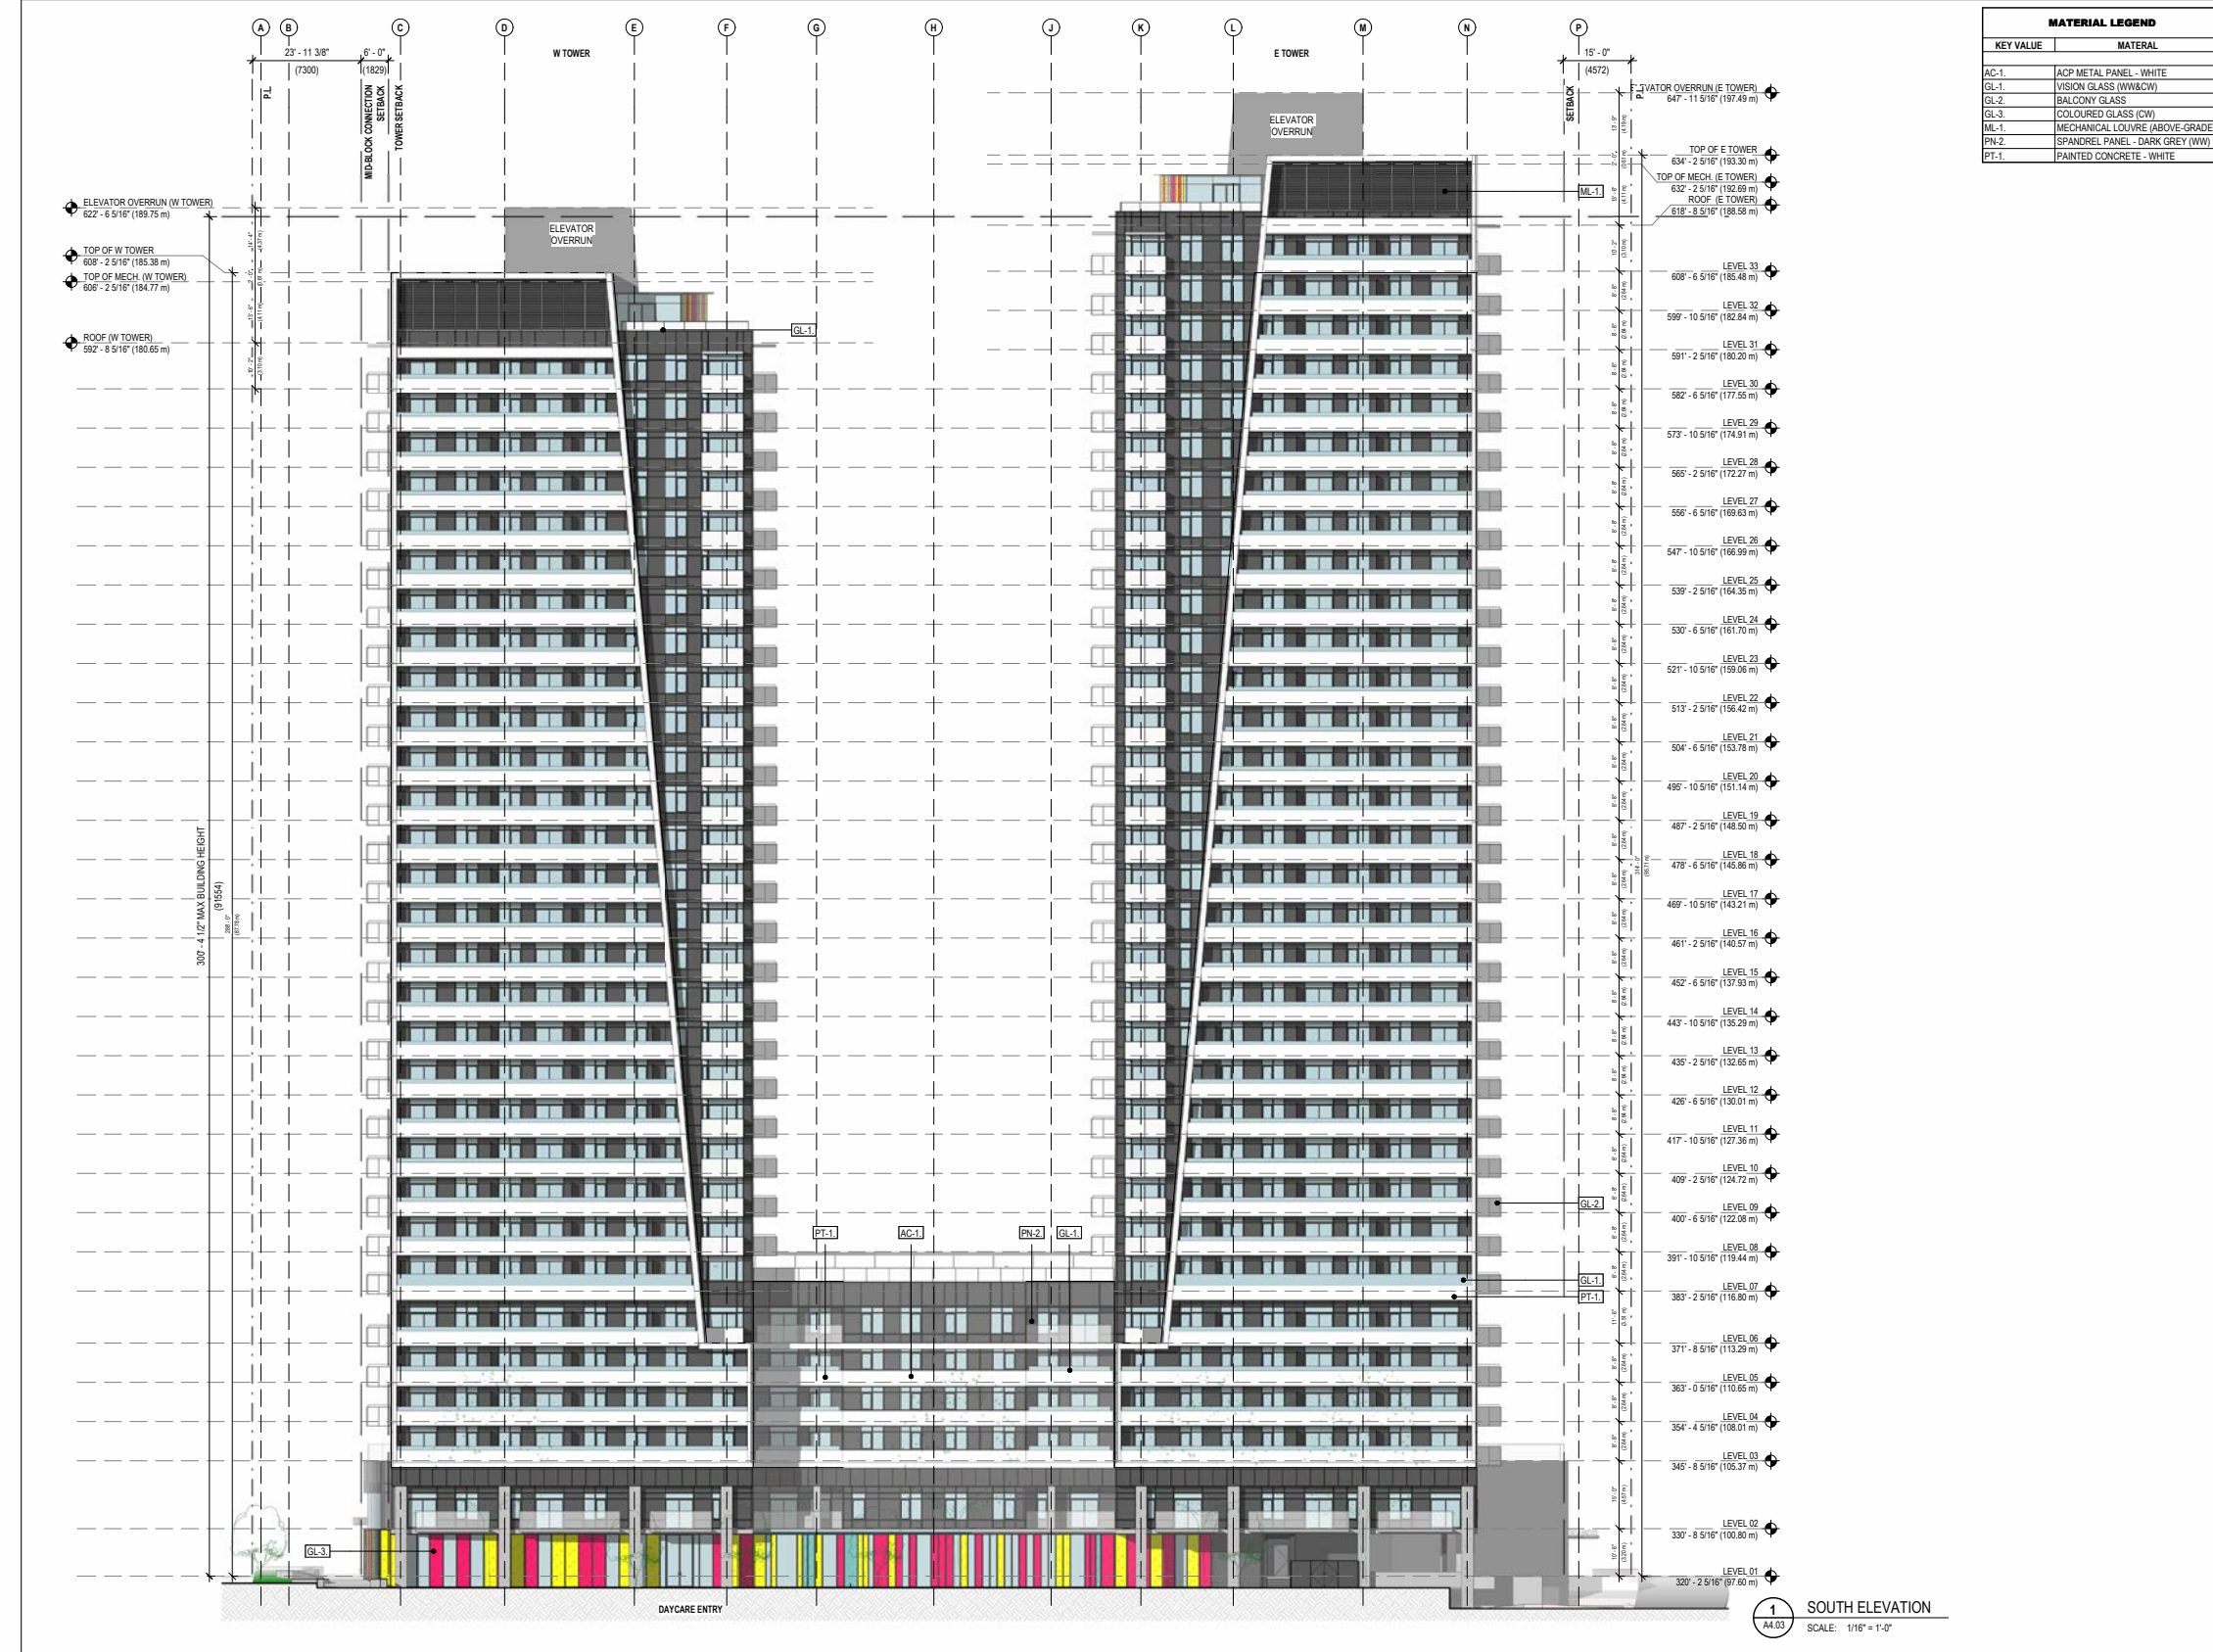 A B C D E F G H J K L M N P
MATERIAL LEGEND
KEY VALUE MATERAL
AC-1. ACP METAL PANEL - WHITE
GL-1. VISION GLASS (WW&CW)
GL-2. BALCONY GLASS
GL-3. COLOURED GLASS (CW)
ML-1. MECHANICAL LOUVRE (ABOVE-GRADE
PN-2. SPANDREL PANEL - DARK GREY (WW)
PT-1. PAINTED CONCRETE - WHITE
23' - 11 3/8"
(7300)
6' - 0"
(1829)
W TOWER
E TOWER
15' - 0"
(4572)
P.L.
MID-BLOCK CONNECTION
SETBACK
TOWER SETBACK
SETBACK
P.L.
ELEVATOR
OVERRUN
ELEVATOR
OVERRUN
ELEVATOR OVERRUN (W TOWER)
622' - 6 5/16" (189.75 m)
TOP OF W TOWER
608' - 2 5/16" (185.38 m)
TOP OF MECH. (W TOWER)
606' - 2 5/16" (184.77 m)
ROOF (W TOWER)
592' - 8 5/16" (180.65 m)
300' - 4 1/2" MAX BUILDING HEIGHT
(91554)
VATOR OVERRUN (E TOWER)
647' - 11 5/16" (197.49 m)
TOP OF E TOWER
634' - 2 5/16" (193.30 m)
TOP OF MECH. (E TOWER)
632' - 2 5/16" (192.69 m)
ROOF (E TOWER)
618' - 8 5/16" (188.58 m)
LEVEL 33
608' - 6 5/16" (185.48 m)
LEVEL 32
599' - 10 5/16" (182.84 m)
LEVEL 31
591' - 2 5/16" (180.20 m)
LEVEL 30
582' - 6 5/16" (177.55 m)
LEVEL 29
573' - 10 5/16" (174.91 m)
LEVEL 28
565' - 2 5/16" (172.27 m)
LEVEL 27
556' - 6 5/16" (169.63 m)
LEVEL 26
547' - 10 5/16" (166.99 m)
LEVEL 25
539' - 2 5/16" (164.35 m)
LEVEL 24
530' - 6 5/16" (161.70 m)
LEVEL 23
521' - 10 5/16" (159.06 m)
LEVEL 22
513' - 2 5/16" (156.42 m)
LEVEL 21
504' - 6 5/16" (153.78 m)
LEVEL 20
495' - 10 5/16" (151.14 m)
LEVEL 19
487' - 2 5/16" (148.50 m)
LEVEL 18
478' - 6 5/16" (145.86 m)
LEVEL 17
469' - 10 5/16" (143.21 m)
LEVEL 16
461' - 2 5/16" (140.57 m)
LEVEL 15
452' - 6 5/16" (137.93 m)
LEVEL 14
443' - 10 5/16" (135.29 m)
LEVEL 13
435' - 2 5/16" (132.65 m)
LEVEL 12
426' - 6 5/16" (130.01 m)
LEVEL 11
417' - 10 5/16" (127.36 m)
LEVEL 10
409' - 2 5/16" (124.72 m)
LEVEL 09
400' - 6 5/16" (122.08 m)
LEVEL 08
391' - 10 5/16" (119.44 m)
LEVEL 07
383' - 2 5/16" (116.80 m)
LEVEL 06
371' - 8 5/16" (113.29 m)
LEVEL 05
363' - 0 5/16" (110.65 m)
LEVEL 04
354' - 4 5/16" (108.01 m)
LEVEL 03
345' - 8 5/16" (105.37 m)
LEVEL 02
330' - 8 5/16" (100.80 m)
LEVEL 01
320' - 2 5/16" (97.60 m)
ML-1.
GL-1.
GL-2.
PT-1.
AC-1.
PN-2.
GL-1.
GL-1.
PT-1.
GL-3.
DAYCARE ENTRY
1
A4.03
SOUTH ELEVATION
SCALE: 1/16" = 1'-0"